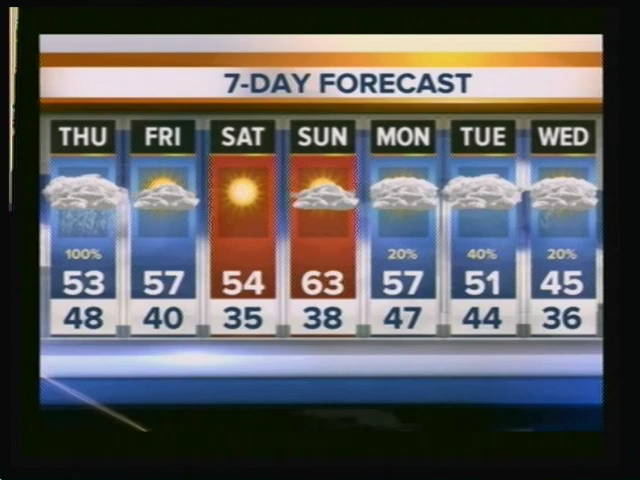 7-DAY FORECAST
THU FRI SAT SUN MON TUE WED
100% 20% 40% 20%
53 57 54 63 57 51 45
48 40 35 38 47 44 36